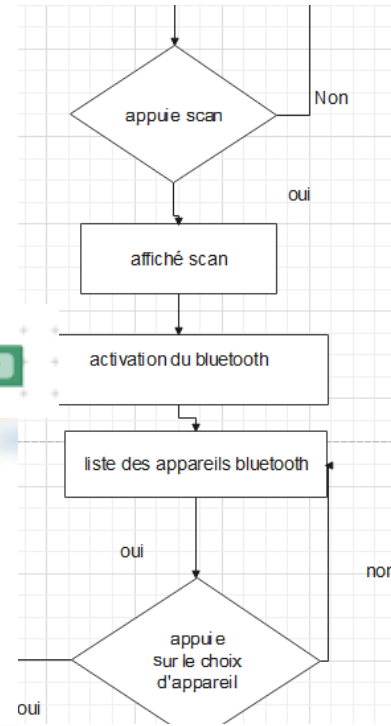 appuie scan
Non
oui
affiché scan
activation du bluetooth
liste des appareils bluetooth
oui
non
appuie
sur le choix
d'appareil
oui